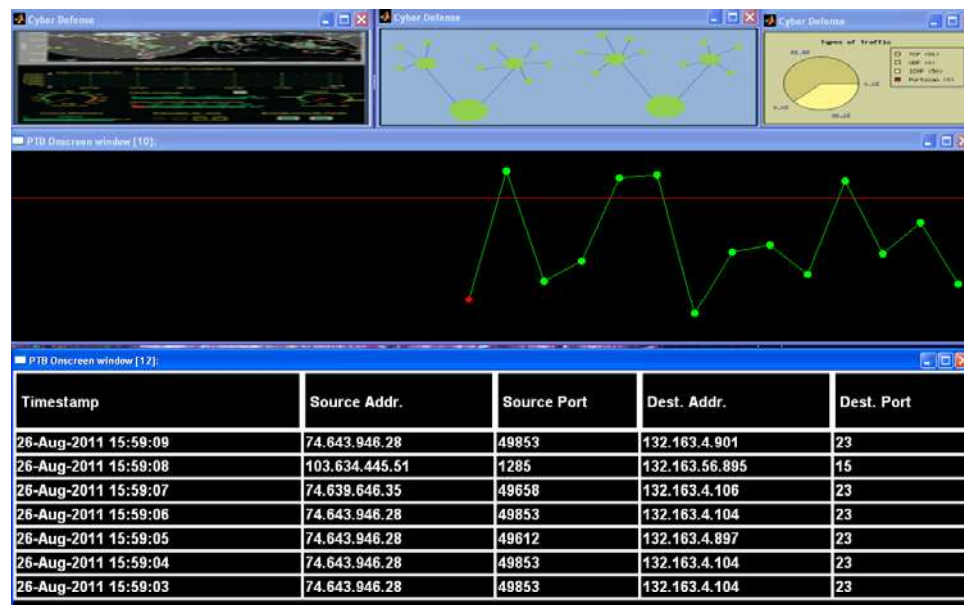 Cyber Defense
Cyber Defense
Cyber Defense
Types of Traffic
PTB Onscreen window [10]:
PTB Onscreen window [12]:
Timestamp Source Addr. Source Port Dest. Addr. Dest. Port
26-Aug-2011 15:59:09 74.643.946.28 49853 132.163.4.901 23
26-Aug-2011 15:59:08 103.634.445.51 1285 132.163.56.895 15
26-Aug-2011 15:59:07 74.639.646.35 49658 132.163.4.106 23
26-Aug-2011 15:59:06 74.643.946.28 49853 132.163.4.104 23
26-Aug-2011 15:59:05 74.643.946.28 49612 132.163.4.897 23
26-Aug-2011 15:59:04 74.643.946.28 49853 132.163.4.104 23
26-Aug-2011 15:59:03 74.643.946.28 49853 132.163.4.104 23